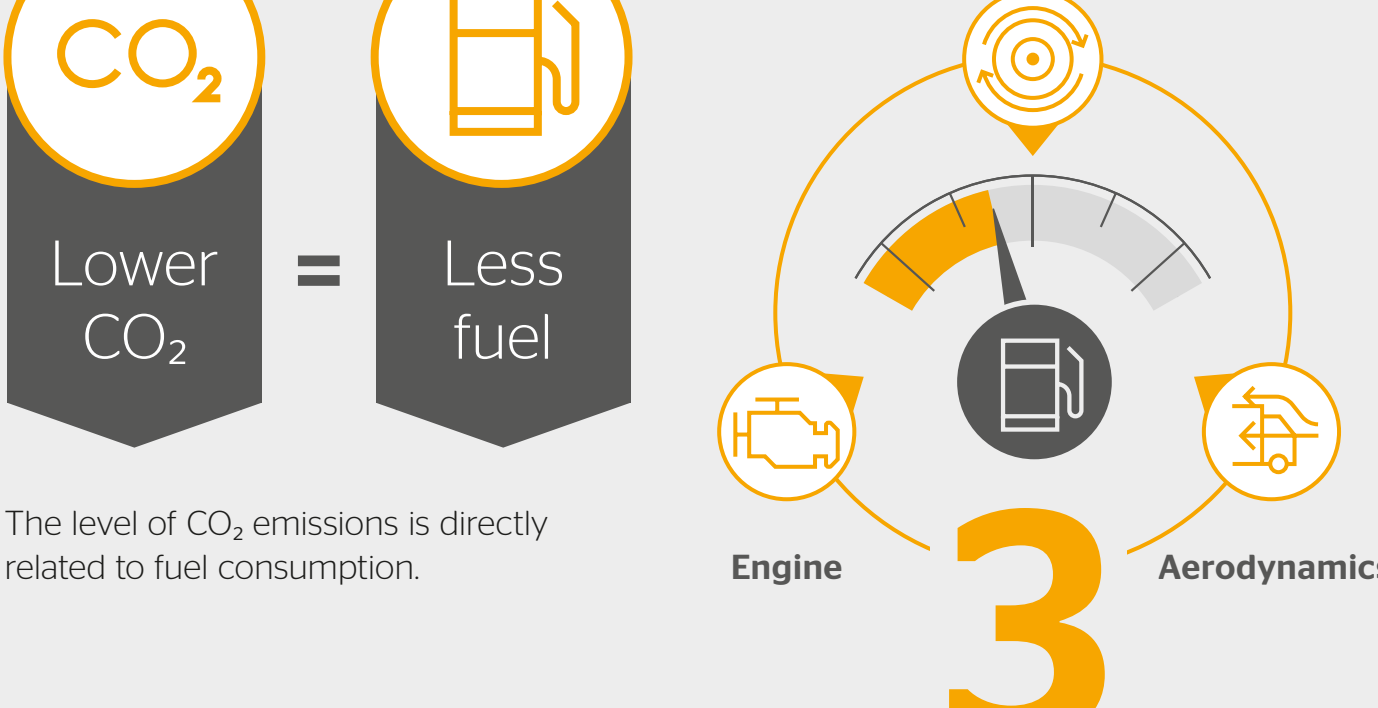 CO₂
Lower
CO₂
=
Less
fuel
The level of CO₂ emissions is directly
related to fuel consumption.
Engine
3
Aerodynamics